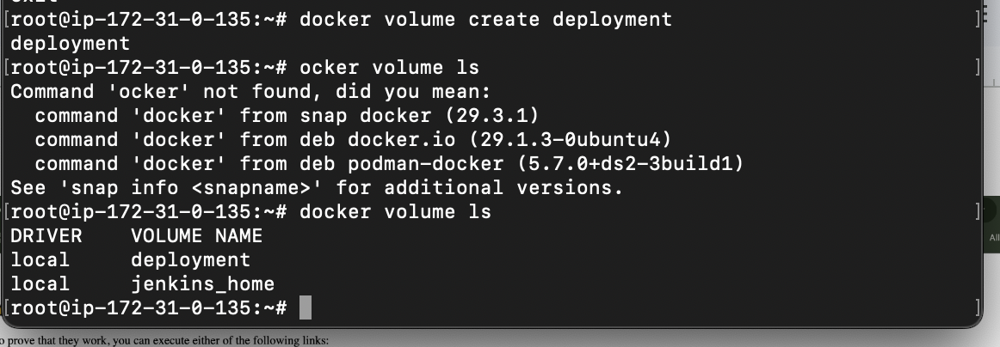 [root@ip-172-31-0-135:~# docker volume create deployment ]
deployment
[root@ip-172-31-0-135:~# ocker volume ls ]
Command 'ocker' not found, did you mean:
  command 'docker' from snap docker (29.3.1)
  command 'docker' from deb docker.io (29.1.3-0ubuntu4)
  command 'docker' from deb podman-docker (5.7.0+ds2-3build1)
See 'snap info <snapname>' for additional versions.
[root@ip-172-31-0-135:~# docker volume ls ]
DRIVER    VOLUME NAME
local     deployment
local     jenkins_home
[root@ip-172-31-0-135:~# ]
All
o prove that they work, you can execute either of the following links: